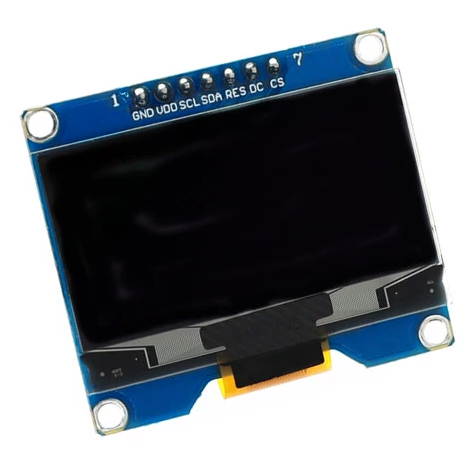 1 7
GND VDD SCL SDA RES DC CS